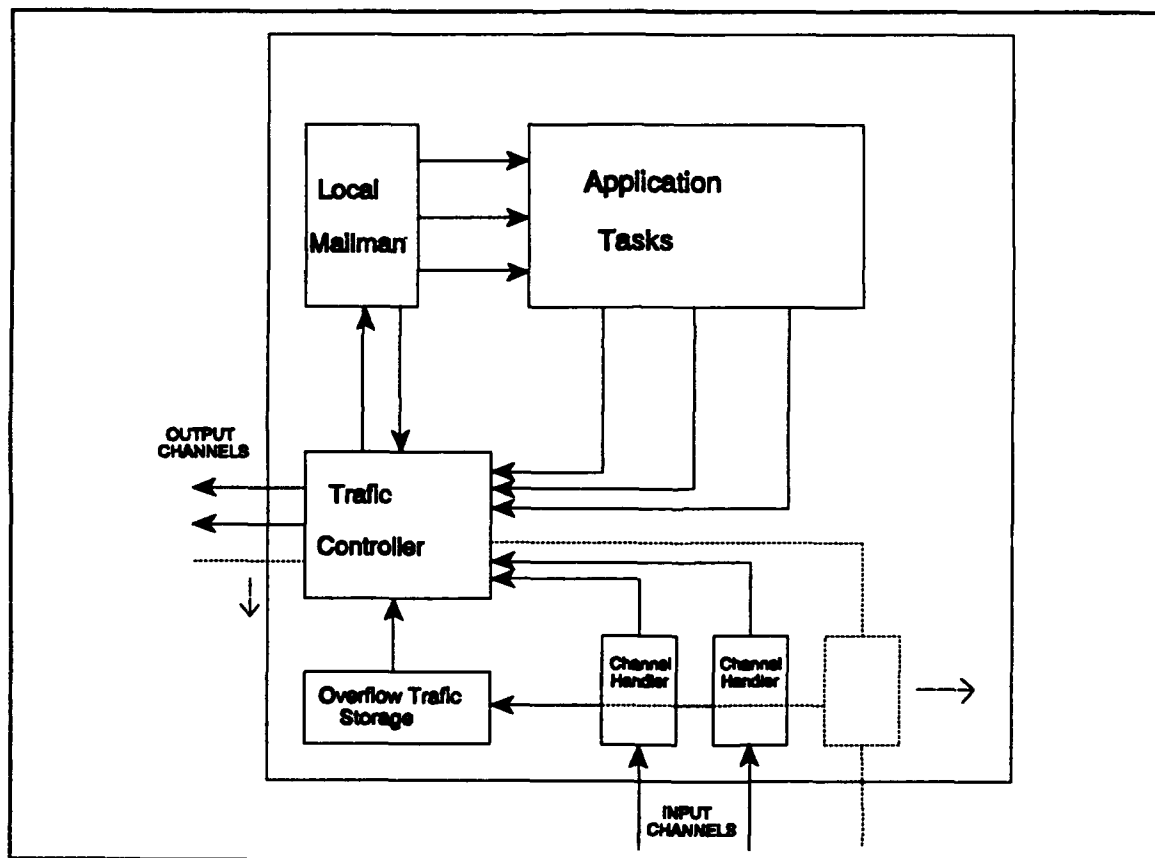 Local
Mailman
Application
Tasks
OUTPUT
CHANNELS
Trafic
Controller
Channel
Handler
Channel
Handler
Overflow Trafic
Storage
INPUT
CHANNELS